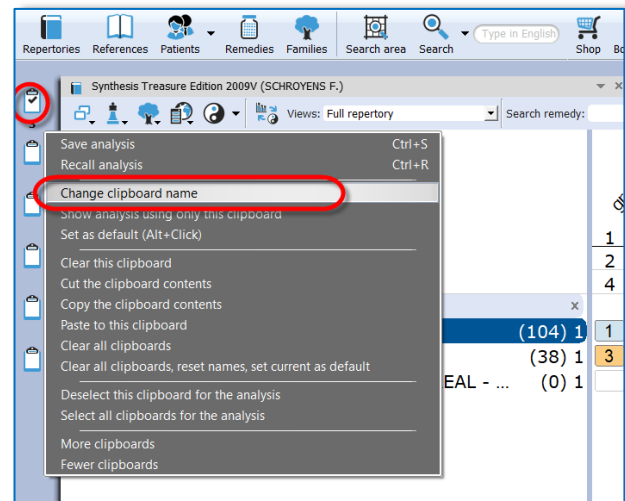 Repertories References Patients Remedies Families Search area Search Type in English Shop
Synthesis Treasure Edition 2009V (SCHROYENS F.)
Views: Full repertory Search remedy:
Save analysis Ctrl+S
Recall analysis Ctrl+R
Change clipboard name
Show analysis using only this clipboard
Set as default (Alt+Click)
Clear this clipboard
Cut the clipboard contents
Copy the clipboard contents
Paste to this clipboard
Clear all clipboards
Clear all clipboards, reset names, set current as default
Deselect this clipboard for the analysis
Select all clipboards for the analysis
More clipboards
Fewer clipboards
1
2
4
x
(104) 1 1
(38) 1 3
EAL - ... (0) 1